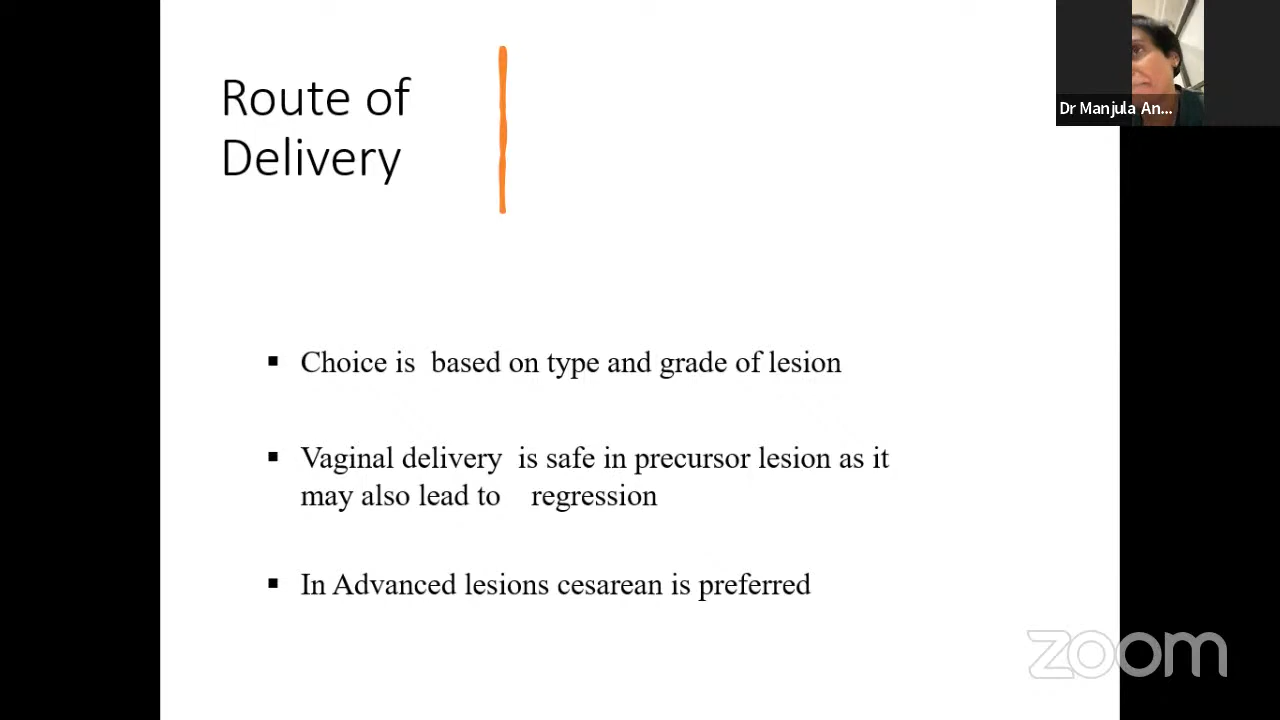 Route of
Delivery
Dr Manjula An...
▪ Choice is based on type and grade of lesion
▪ Vaginal delivery is safe in precursor lesion as it
may also lead to regression
▪ In Advanced lesions cesarean is preferred
zoom